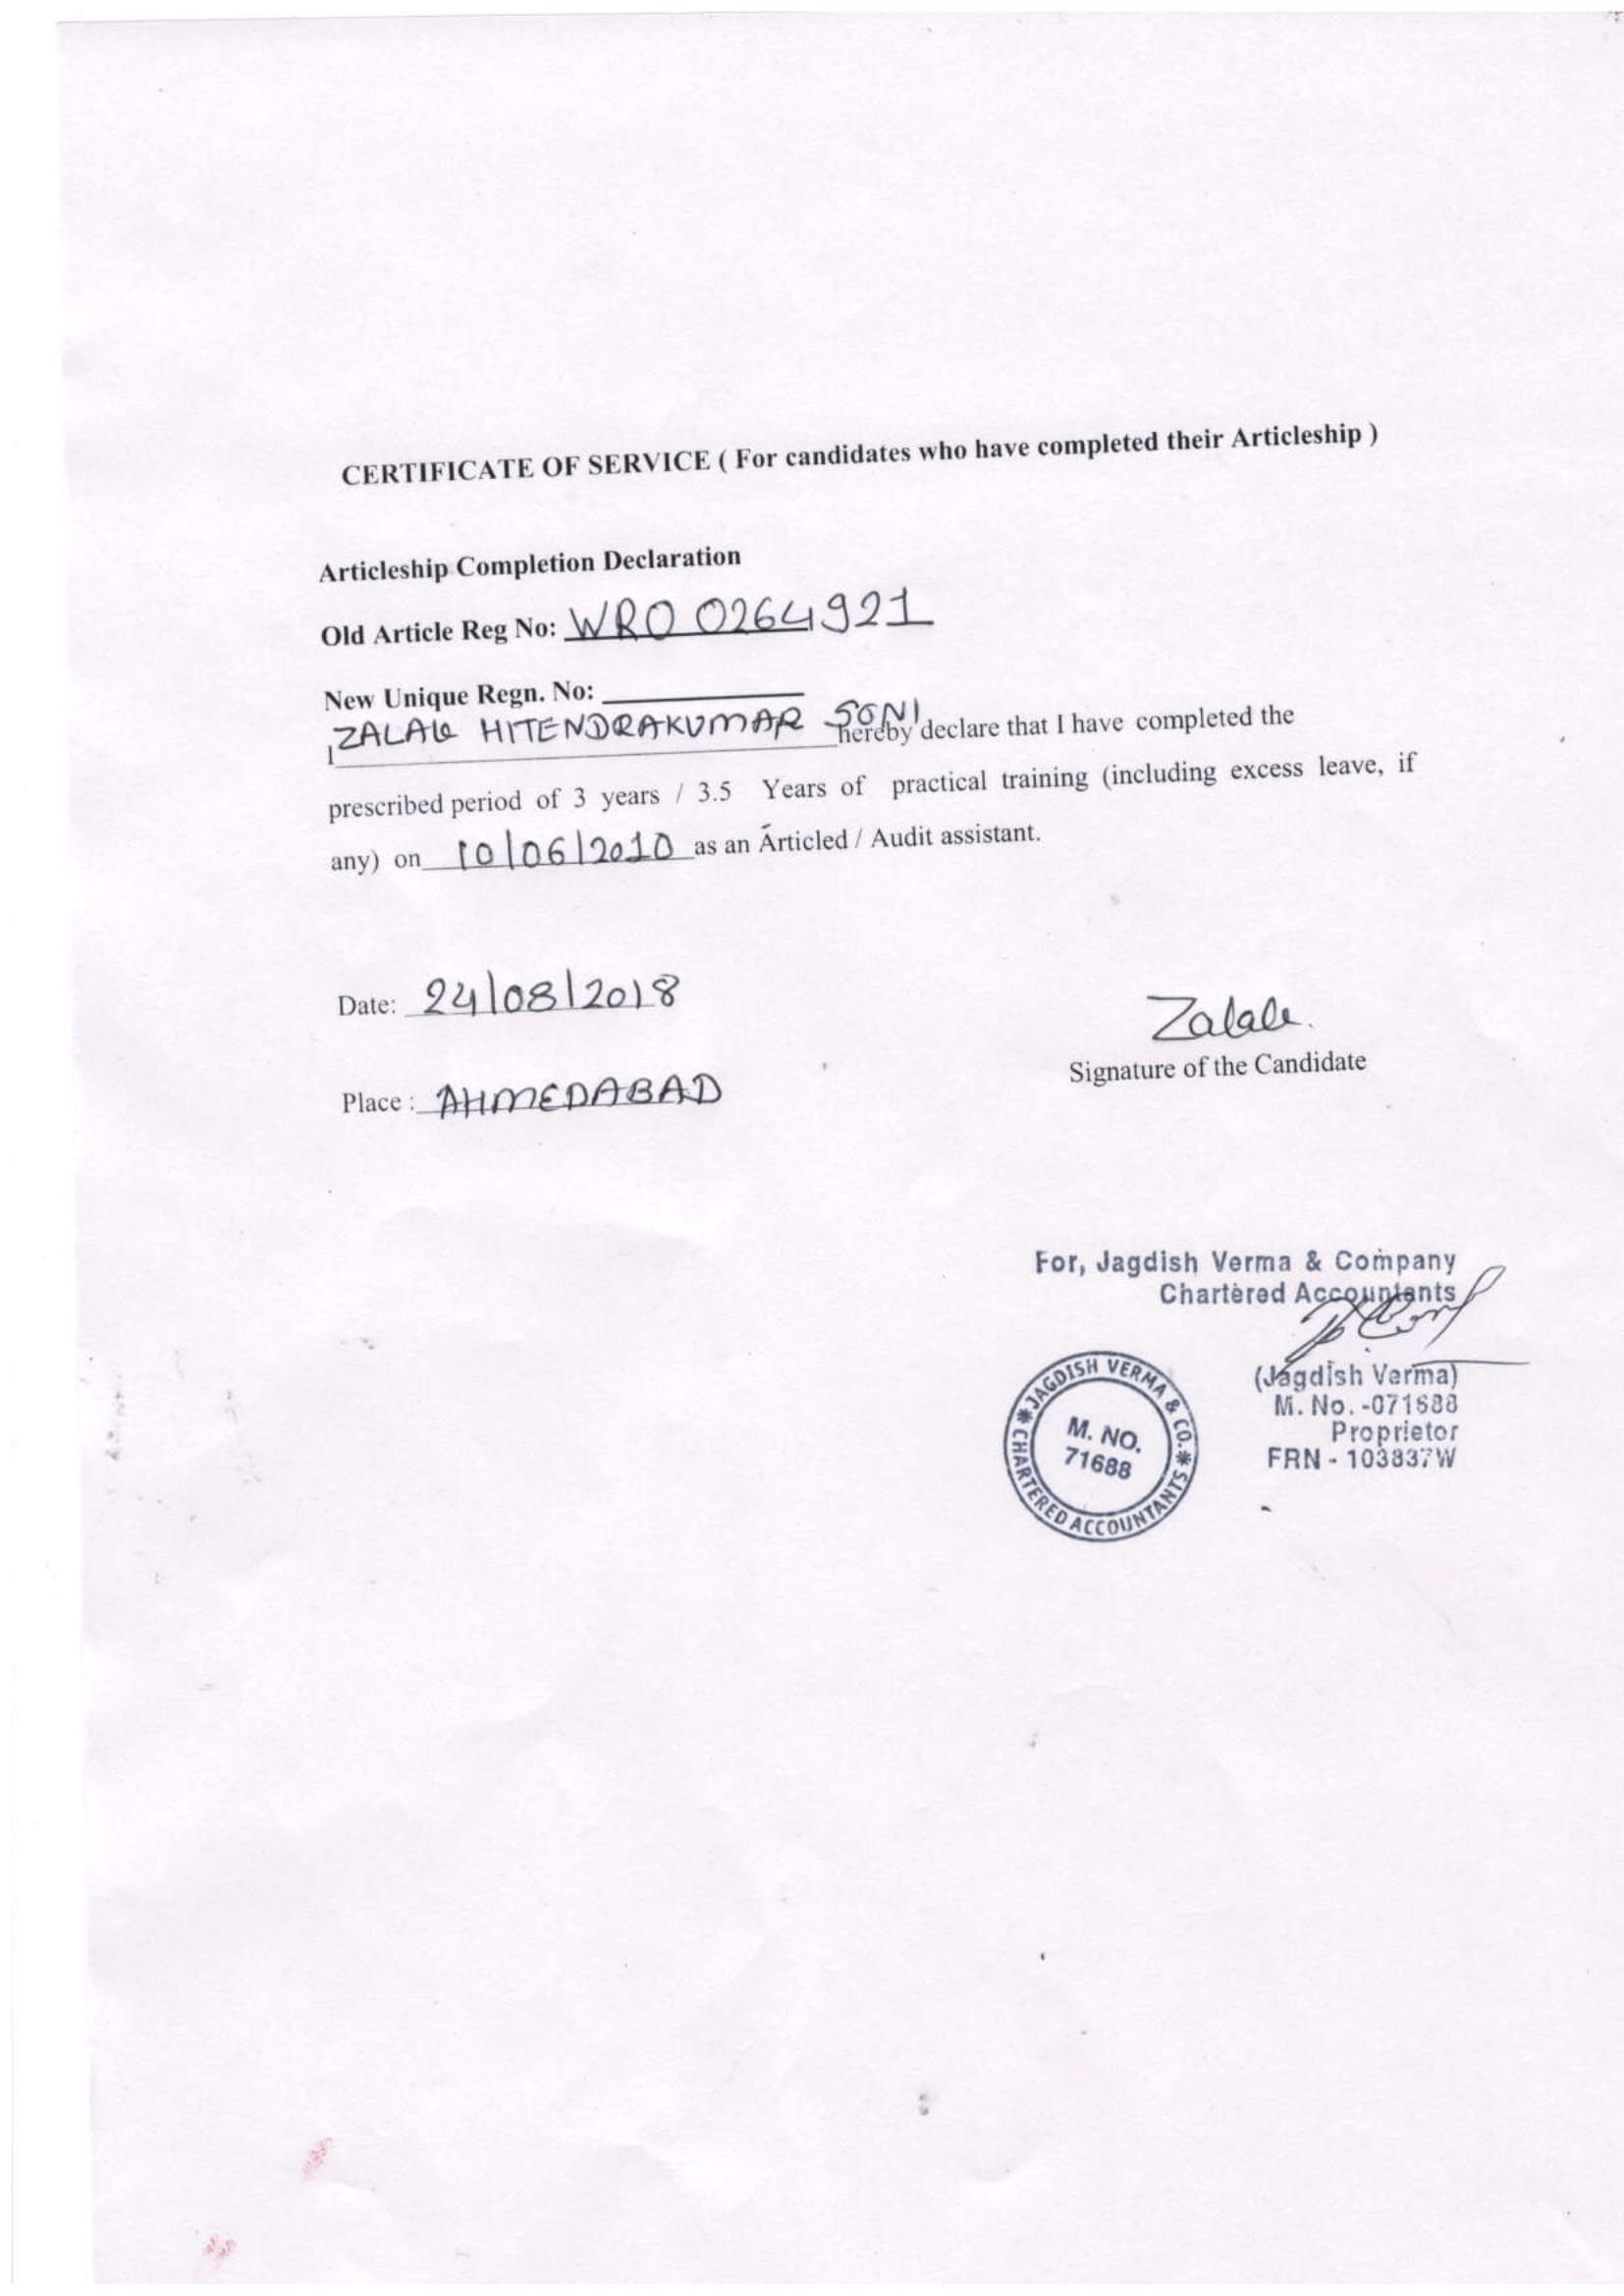 CERTIFICATE OF SERVICE ( For candidates who have completed their Articleship )
Articleship Completion Declaration
Old Article Reg No: WRO 0264921
New Unique Regn. No:
I ZALAK HITENDRAKUMAR SONI hereby declare that I have completed the
prescribed period of 3 years / 3.5 Years of practical training (including excess leave, if
any) on 10/06/2010 as an Articled / Audit assistant.
Date: 24/08/2018
Zalak.
Signature of the Candidate
Place : AHMEDABAD
For, Jagdish Verma & Company
Chartered Accountants
(Jagdish Verma)
M. No. -071688
Proprietor
FRN - 103837W
JAGDISH VERMA & CO.
M. NO.
71688
CHARTERED ACCOUNTANTS